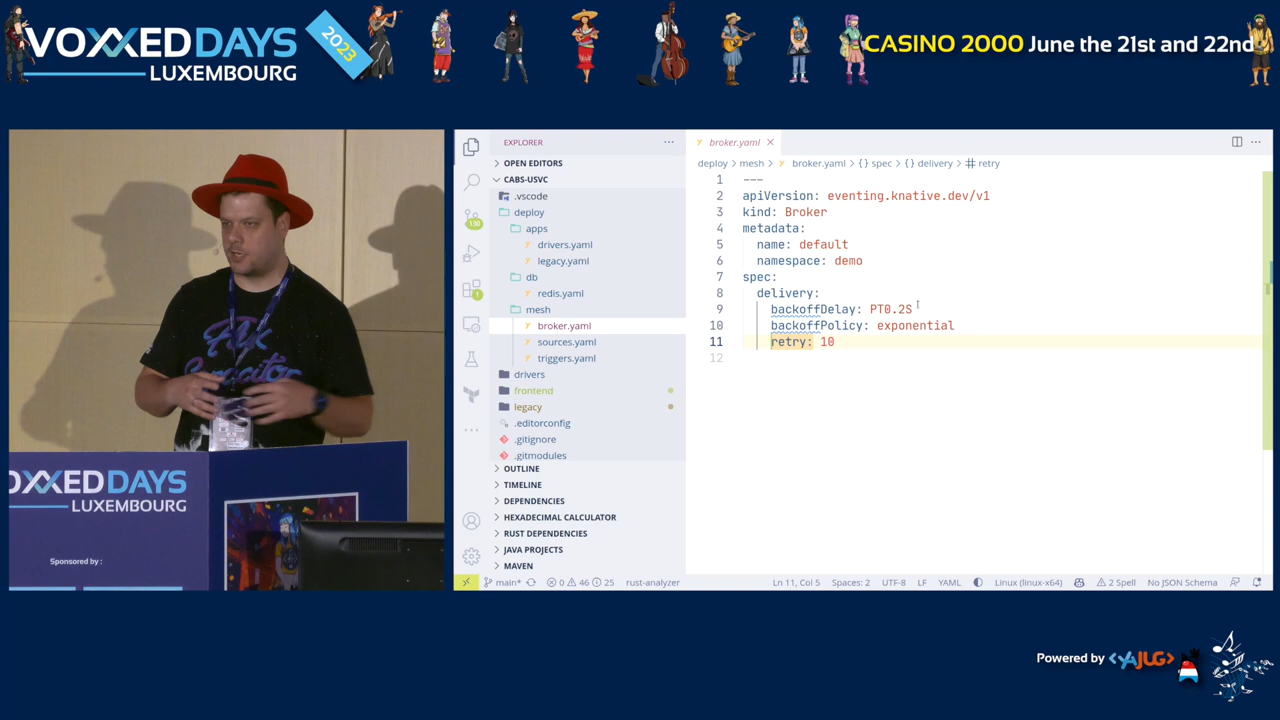 VOXXED DAYS
LUXEMBOURG
2023
CASINO 2000 June the 21st and 22nd
EXPLORER
OPEN EDITORS
CABS-USVC
.vscode
deploy
apps
drivers.yaml
legacy.yaml
db
redis.yaml
mesh
broker.yaml
sources.yaml
triggers.yaml
drivers
frontend
legacy
.editorconfig
.gitignore
.gitmodules
OUTLINE
TIMELINE
DEPENDENCIES
HEXADECIMAL CALCULATOR
RUST DEPENDENCIES
JAVA PROJECTS
MAVEN
130
1
broker.yaml
deploy > mesh > broker.yaml > {} spec > {} delivery > # retry
1 ---
2 apiVersion: eventing.knative.dev/v1
3 kind: Broker
4 metadata:
5 name: default
6 namespace: demo
7 spec:
8 delivery:
9 backoffDelay: PT0.2S
10 backoffPolicy: exponential
11 retry: 10
12
main* 0 46 25 rust-analyzer Ln 11, Col 5 Spaces: 2 UTF-8 LF YAML Linux (linux-x64) 2 Spell No JSON Schema
Flux
OXXED DAYS
LUXEMBOURG
Sponsored by :
Powered by <YAJUG>